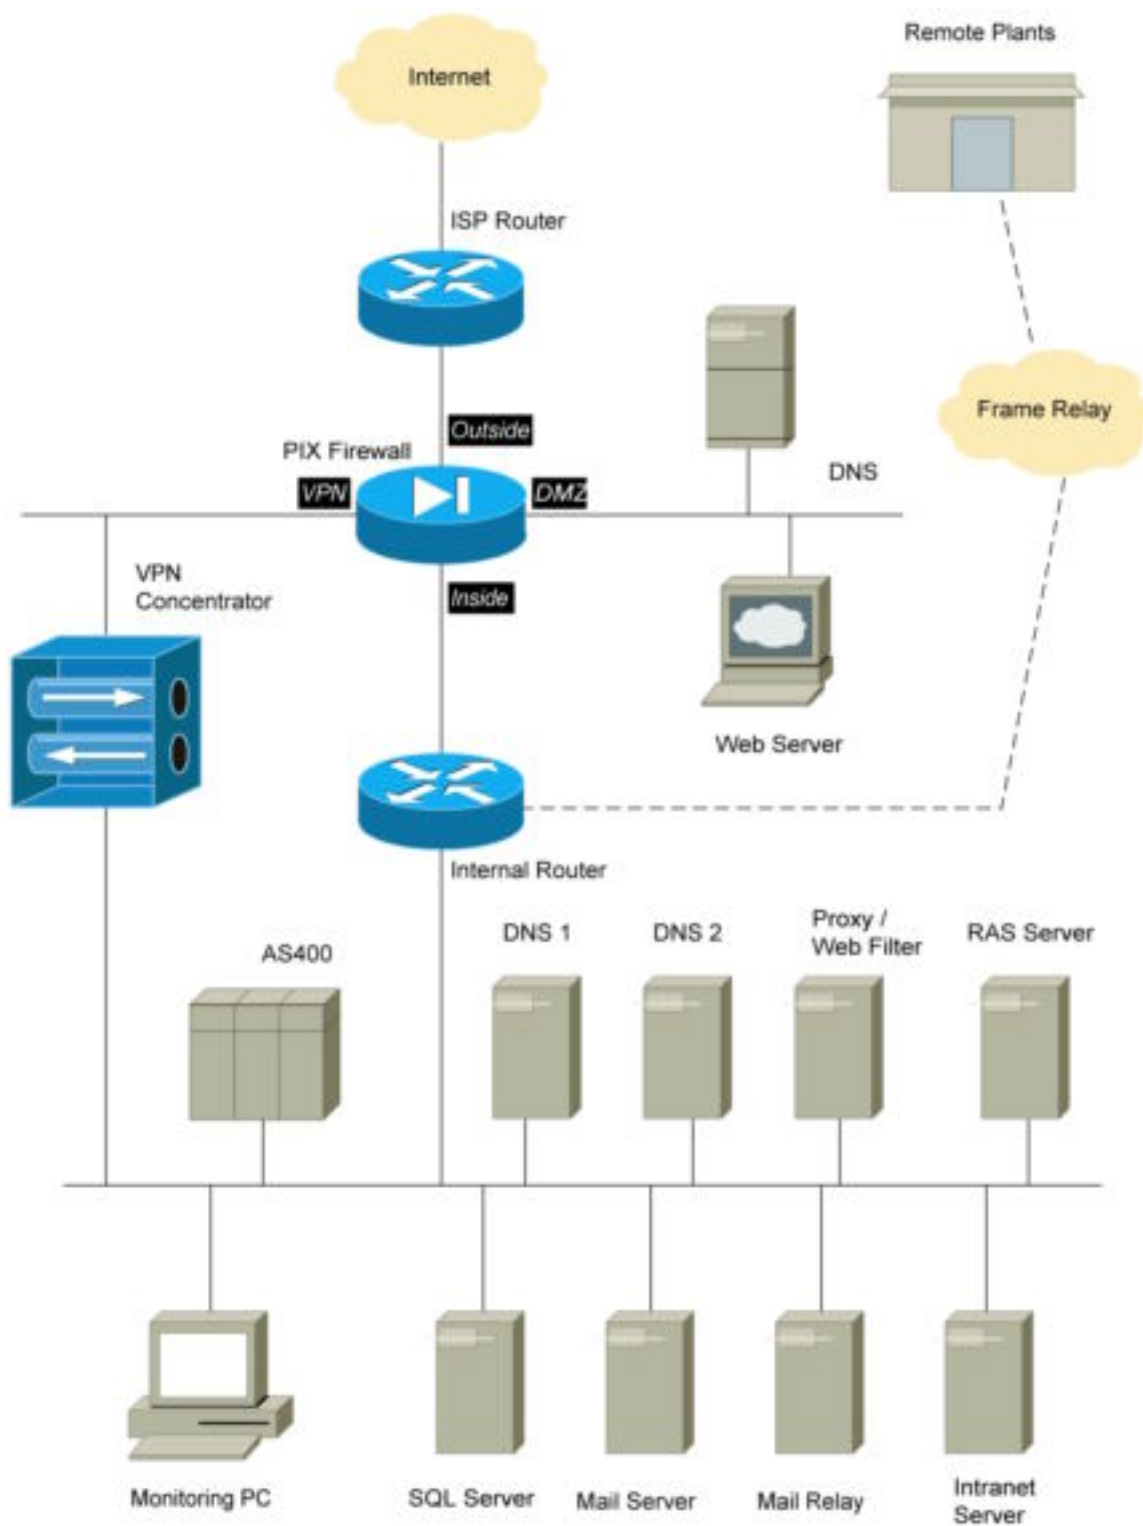 Remote Plants
Internet
ISP Router
Frame Relay
Outside
PIX Firewall
VPN
DMZ
DNS
VPN
Concentrator
Inside
Web Server
Internal Router
AS400
DNS 1
DNS 2
Proxy /
Web Filter
RAS Server
Monitoring PC
SQL Server
Mail Server
Mail Relay
Intranet
Server